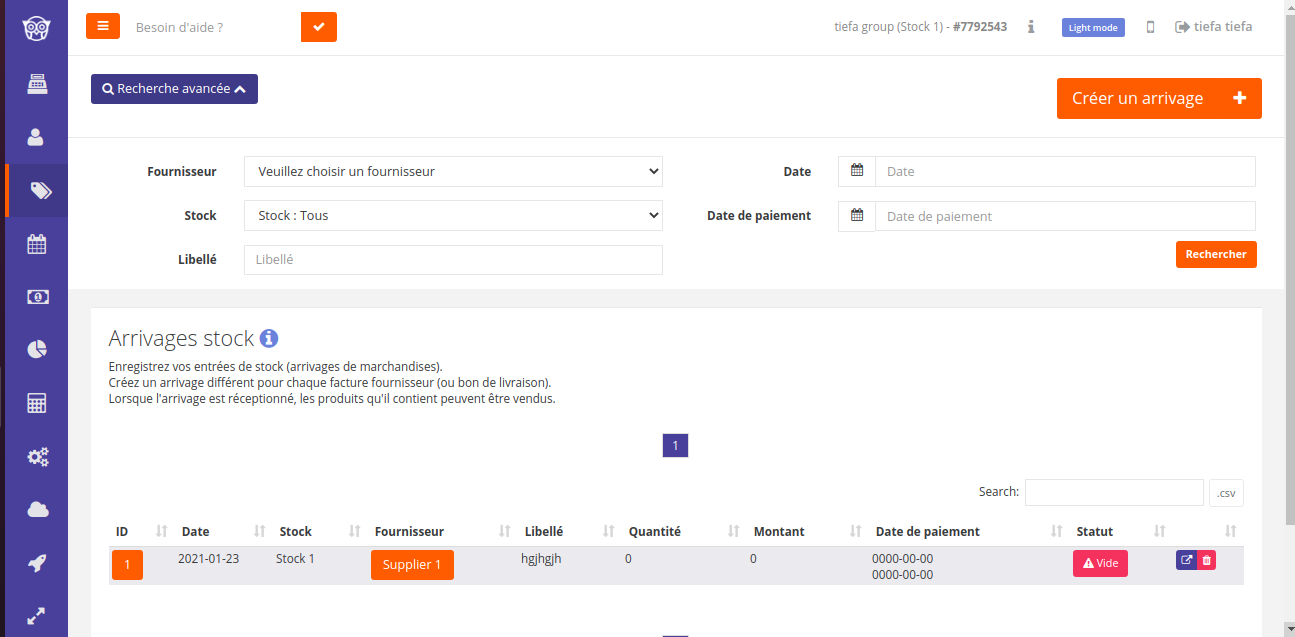 Besoin d'aide ?
tiefa group (Stock 1) - #7792543
Light mode
tiefa tiefa
Recherche avancée
Créer un arrivage
Fournisseur
Veuillez choisir un fournisseur
Date
Date
Stock
Stock : Tous
Date de paiement
Date de paiement
Libellé
Libellé
Rechercher
Arrivages stock
Enregistrez vos entrées de stock (arrivages de marchandises).
Créez un arrivage différent pour chaque facture fournisseur (ou bon de livraison).
Lorsque l'arrivage est réceptionné, les produits qu'il contient peuvent être vendus.
1
Search:
.csv
ID Date Stock Fournisseur Libellé Quantité Montant Date de paiement Statut
1 2021-01-23 Stock 1 Supplier 1 hgjhgjh 0 0 0000-00-00 Vide
0000-00-00